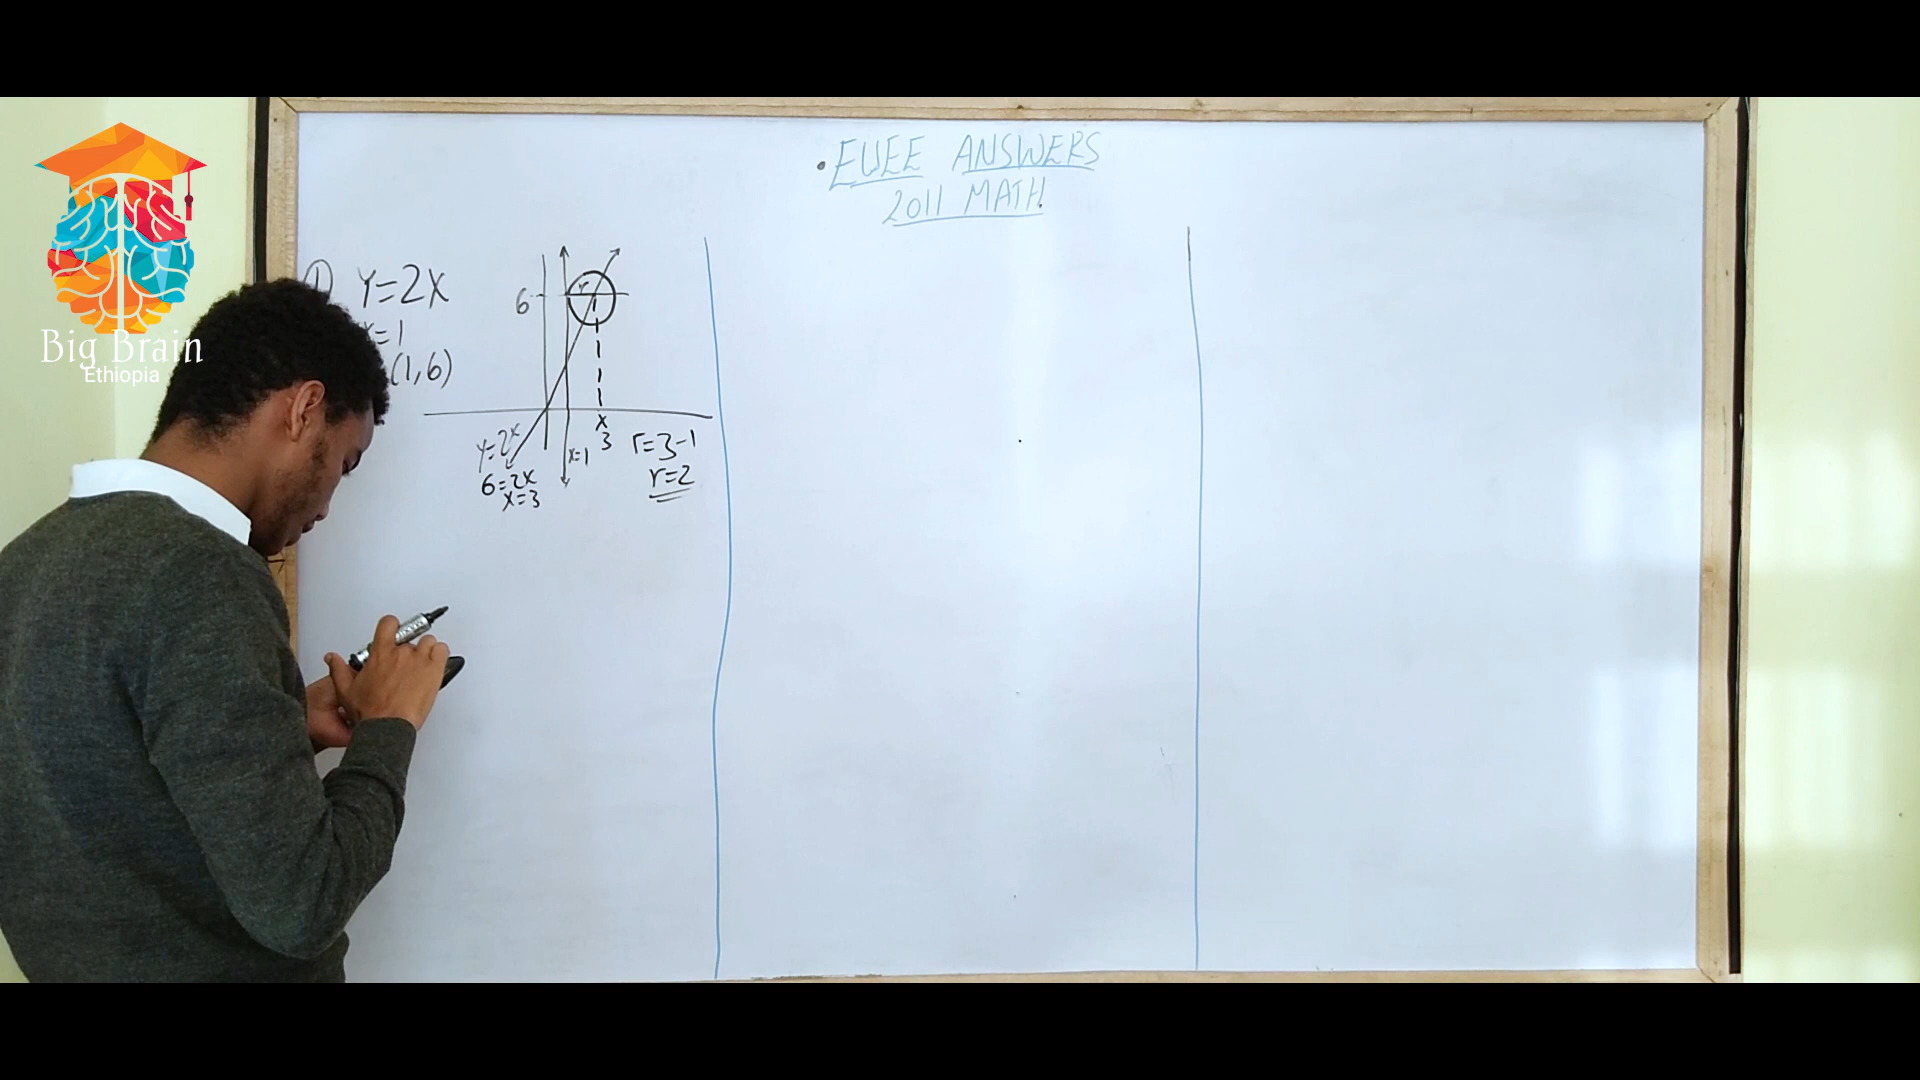 Big Brain
Ethiopia
• EUEE ANSWERS
2011 MATH
① Y=2X
x=1
(1,6)
6
r
y=2x
6=2x
x=3
x=1
x
3
r=3-1
r=2